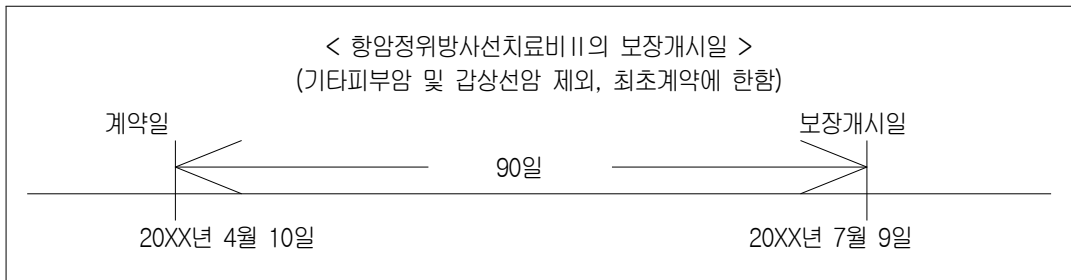 < 항암정위방사선치료비Ⅱ의 보장개시일 >
(기타피부암 및 갑상선암 제외, 최초계약에 한함)
계약일 보장개시일
90일
20XX년 4월 10일 20XX년 7월 9일